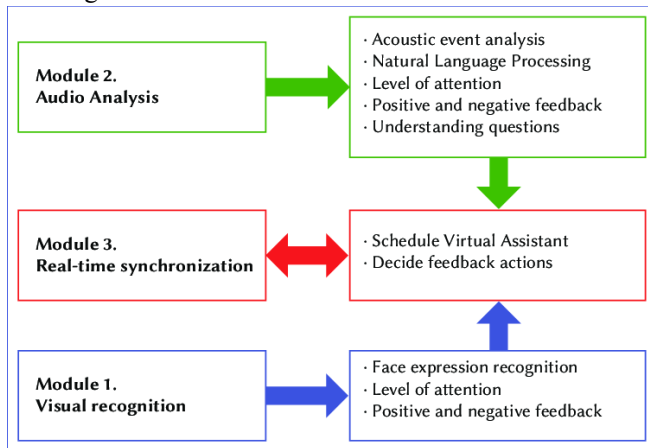 Module 2.
Audio Analysis
· Acoustic event analysis
· Natural Language Processing
· Level of attention
· Positive and negative feedback
· Understanding questions
Module 3.
Real-time synchronization
· Schedule Virtual Assistant
· Decide feedback actions
Module 1.
Visual recognition
· Face expression recognition
· Level of attention
· Positive and negative feedback